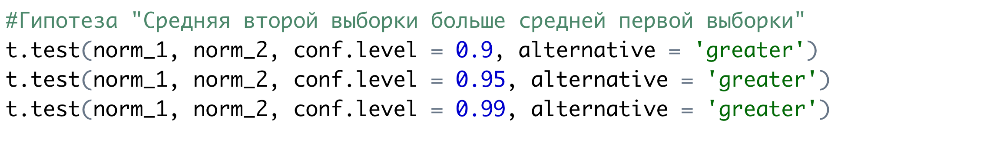 #Гипотеза "Средняя второй выборки больше средней первой выборки"
t.test(norm_1, norm_2, conf.level = 0.9, alternative = 'greater')
t.test(norm_1, norm_2, conf.level = 0.95, alternative = 'greater')
t.test(norm_1, norm_2, conf.level = 0.99, alternative = 'greater')